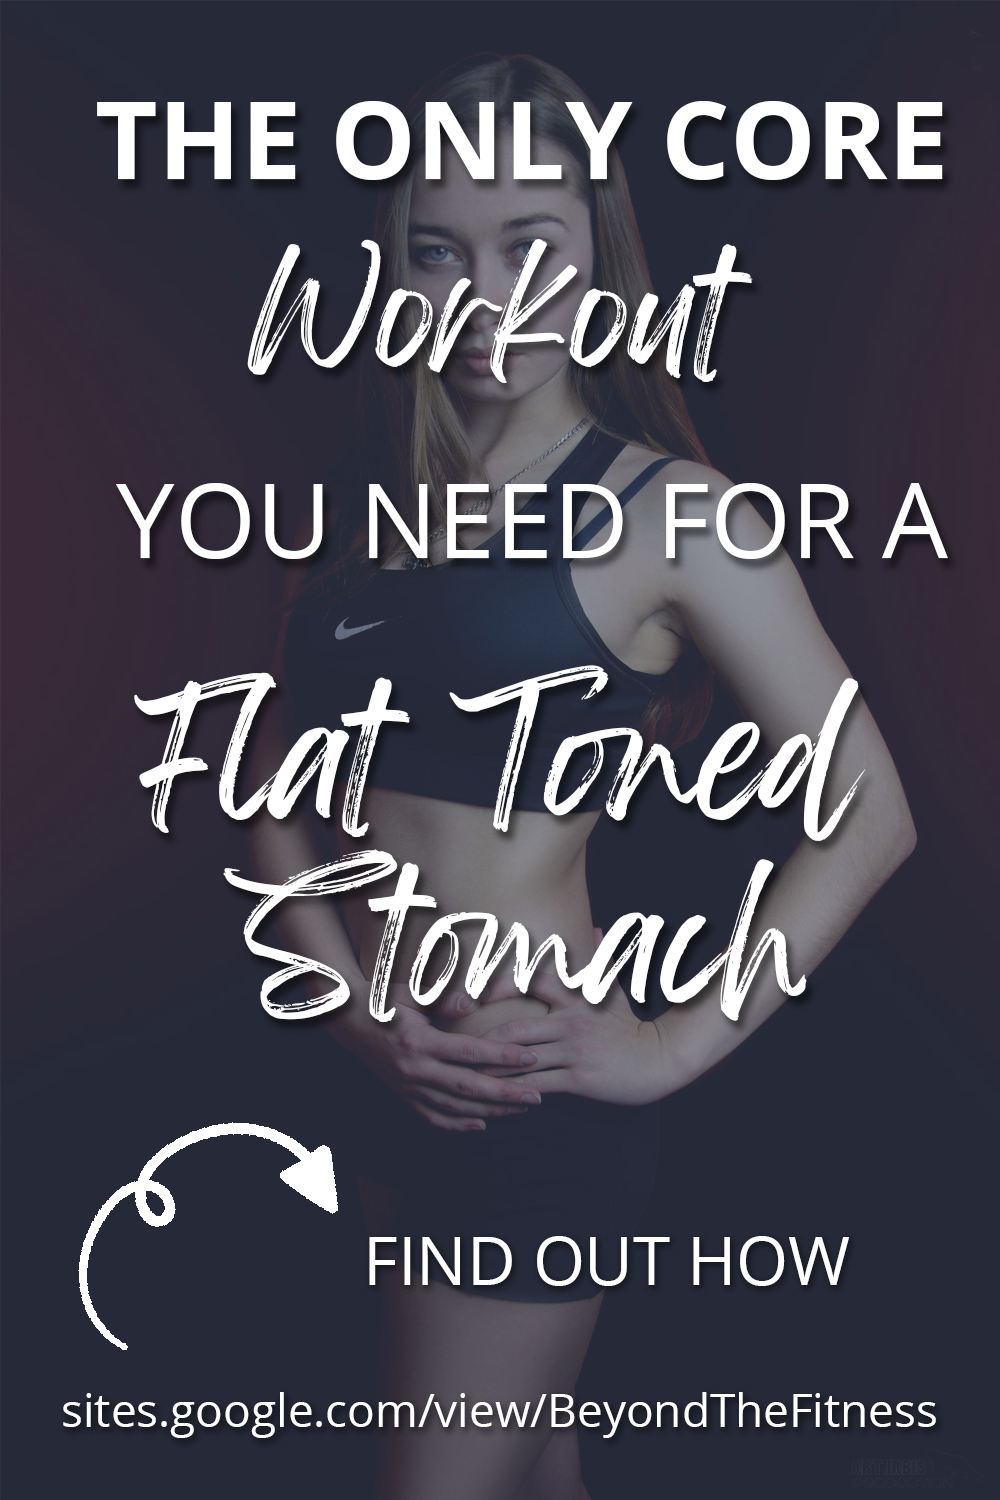 THE ONLY CORE
Workout
YOU NEED FOR A
Flat Toned
Stomach
FIND OUT HOW
sites.google.com/view/BeyondTheFitness